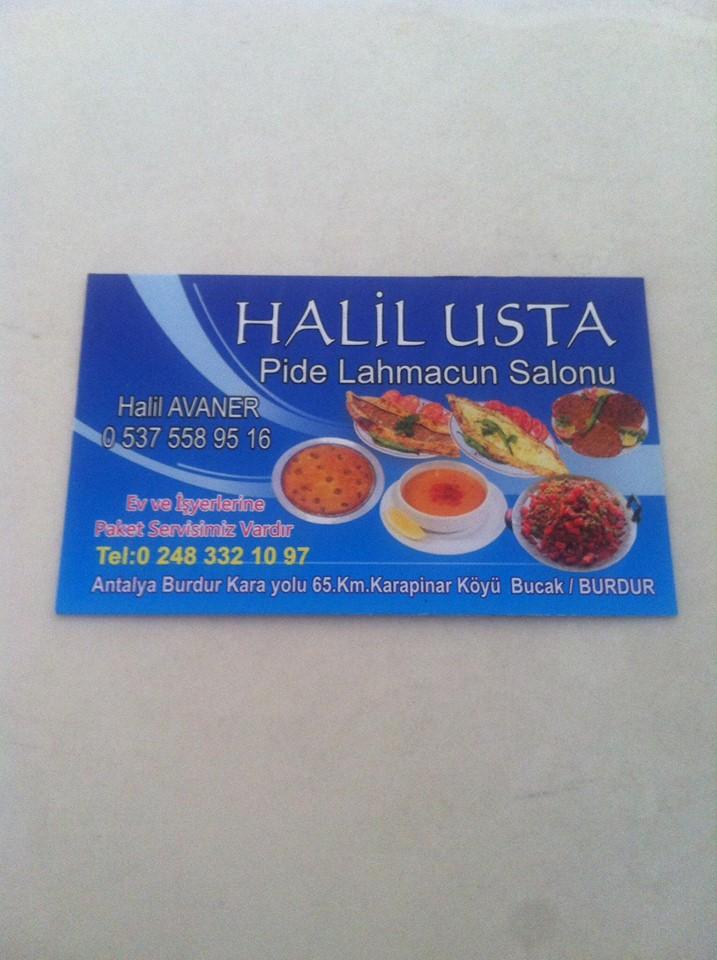 HALİL USTA
Pide Lahmacun Salonu
Halil AVANER
0 537 558 95 16
Ev ve İşyerlerine
Paket Servisimiz Vardır
Tel:0 248 332 10 97
Antalya Burdur Kara yolu 65.Km.Karapinar Köyü Bucak / BURDUR